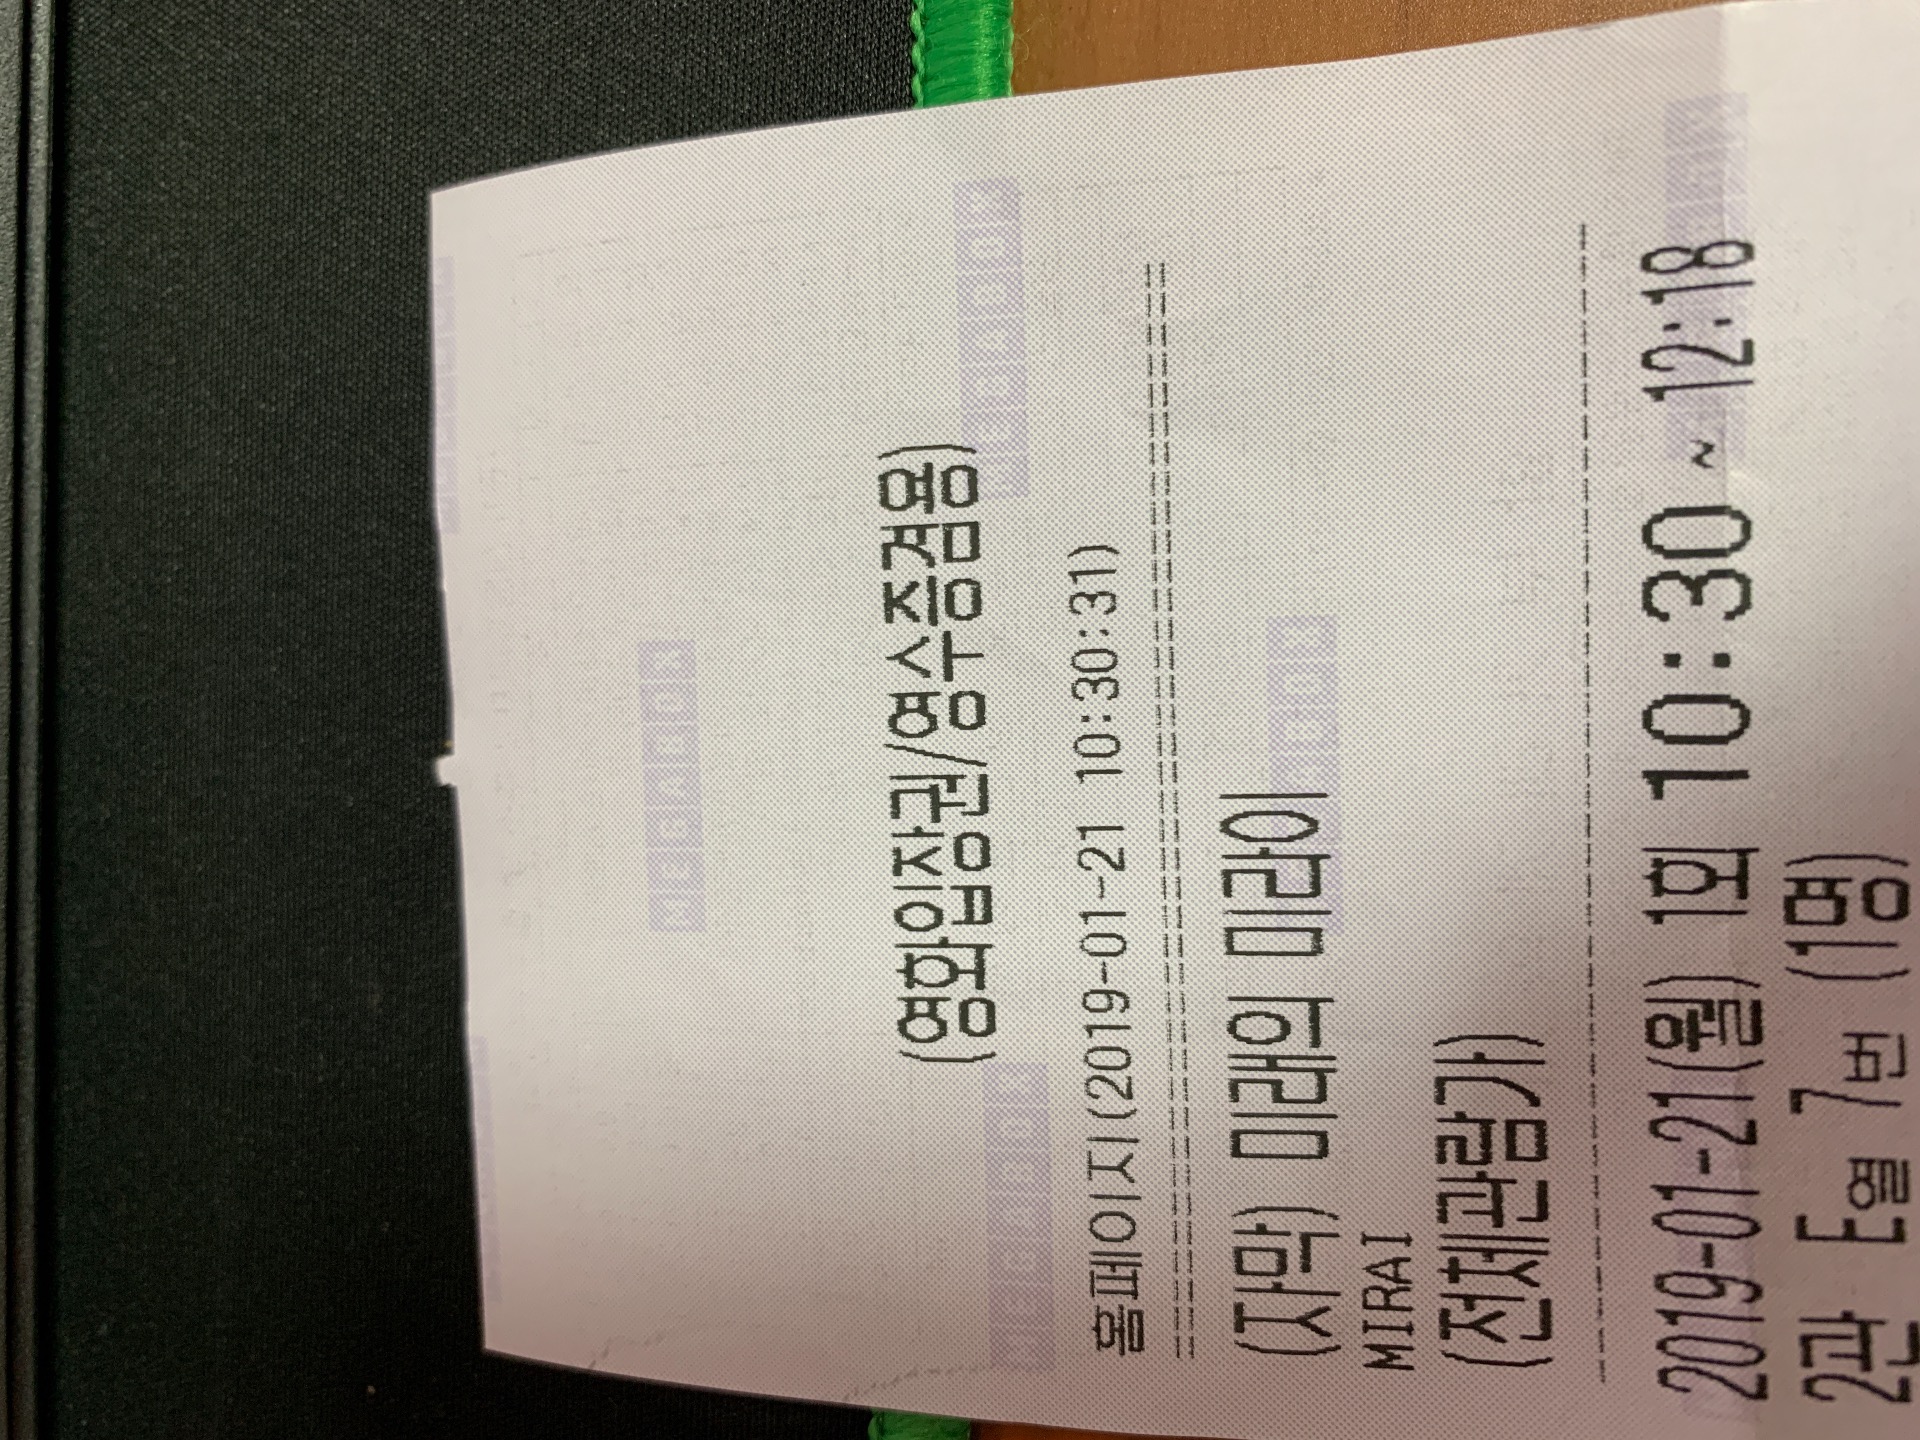 (영화입장권/영수증겸용)
홈페이지(2019-01-21 10:30:31)
(자막) 미래의 미라이
MIRAI
(전체관람가)
2019-01-21(월) 1회 10:30 ~ 12:18
2관 E열 7번 (1명)